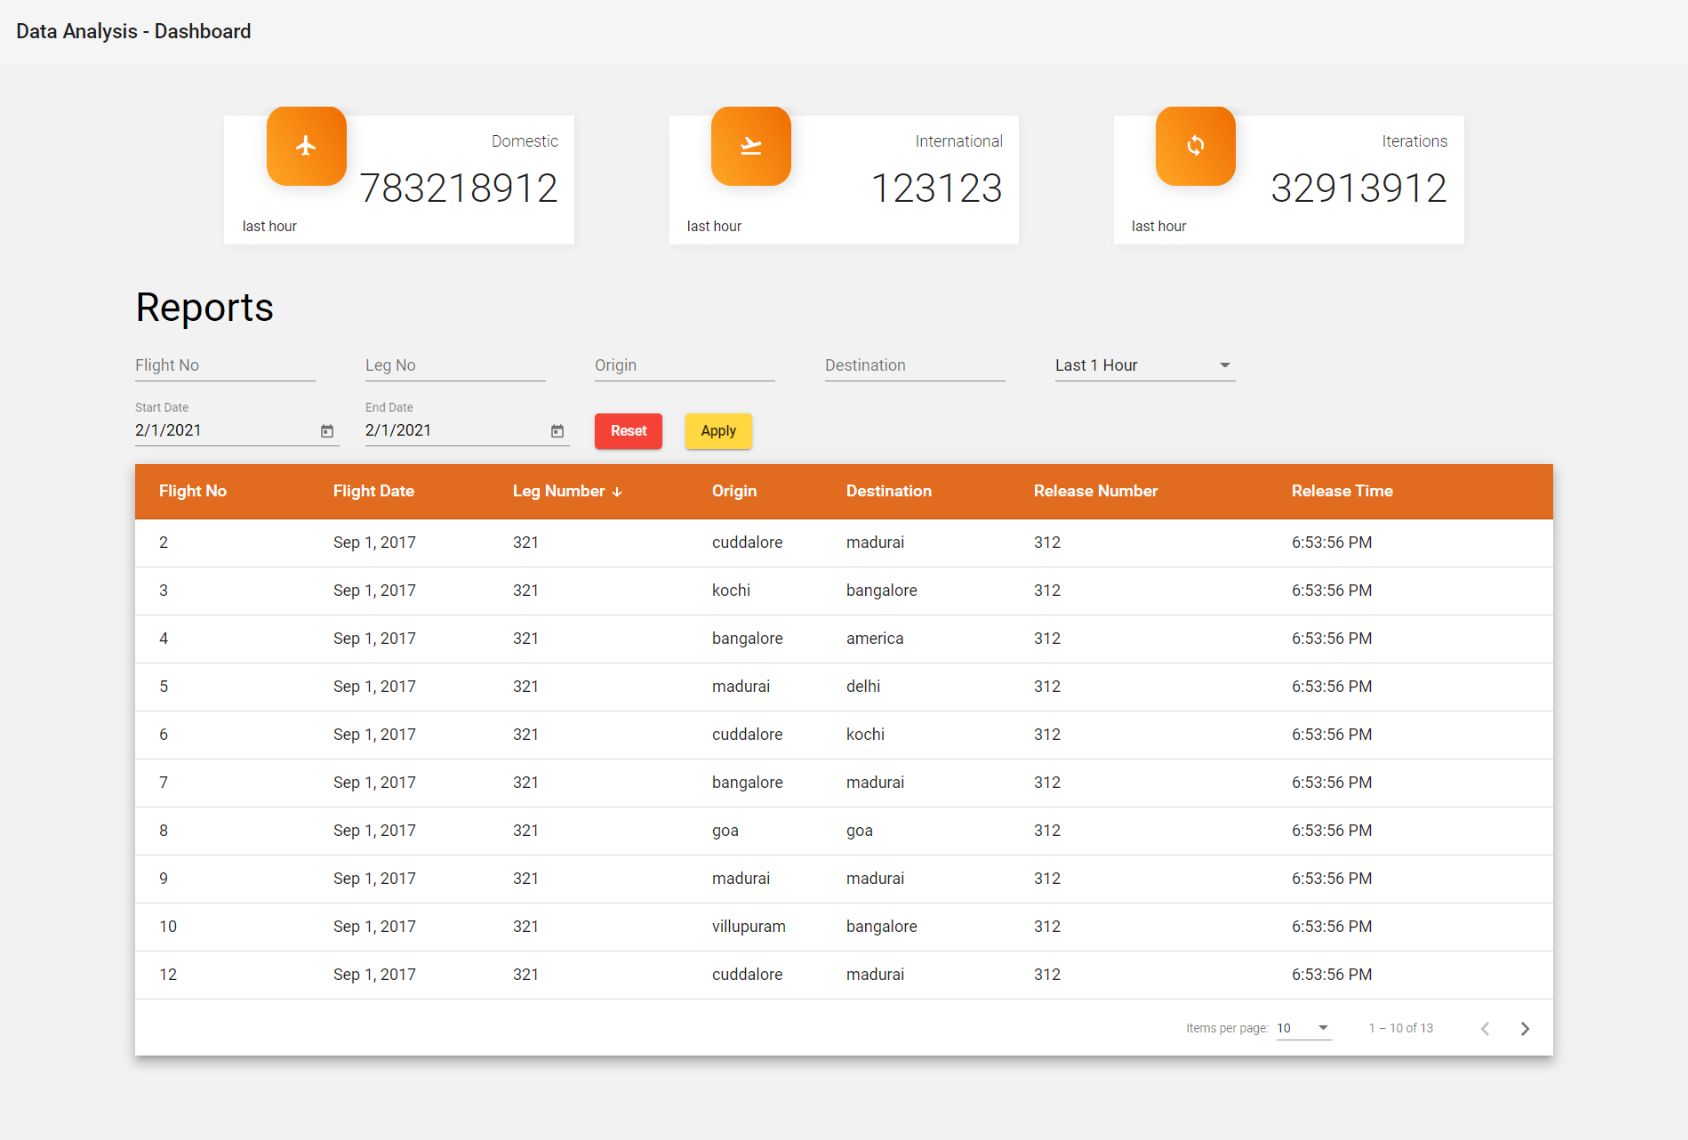 Data Analysis - Dashboard
Domestic
783218912
last hour
International
123123
last hour
Iterations
32913912
last hour
Reports
Flight No Leg No Origin Destination Last 1 Hour
Start Date End Date
2/1/2021 2/1/2021 Reset Apply
Flight No Flight Date Leg Number Origin Destination Release Number Release Time
2 Sep 1, 2017 321 cuddalore madurai 312 6:53:56 PM
3 Sep 1, 2017 321 kochi bangalore 312 6:53:56 PM
4 Sep 1, 2017 321 bangalore america 312 6:53:56 PM
5 Sep 1, 2017 321 madurai delhi 312 6:53:56 PM
6 Sep 1, 2017 321 cuddalore kochi 312 6:53:56 PM
7 Sep 1, 2017 321 bangalore madurai 312 6:53:56 PM
8 Sep 1, 2017 321 goa goa 312 6:53:56 PM
9 Sep 1, 2017 321 madurai madurai 312 6:53:56 PM
10 Sep 1, 2017 321 villupuram bangalore 312 6:53:56 PM
12 Sep 1, 2017 321 cuddalore madurai 312 6:53:56 PM
Items per page: 10 1 – 10 of 13